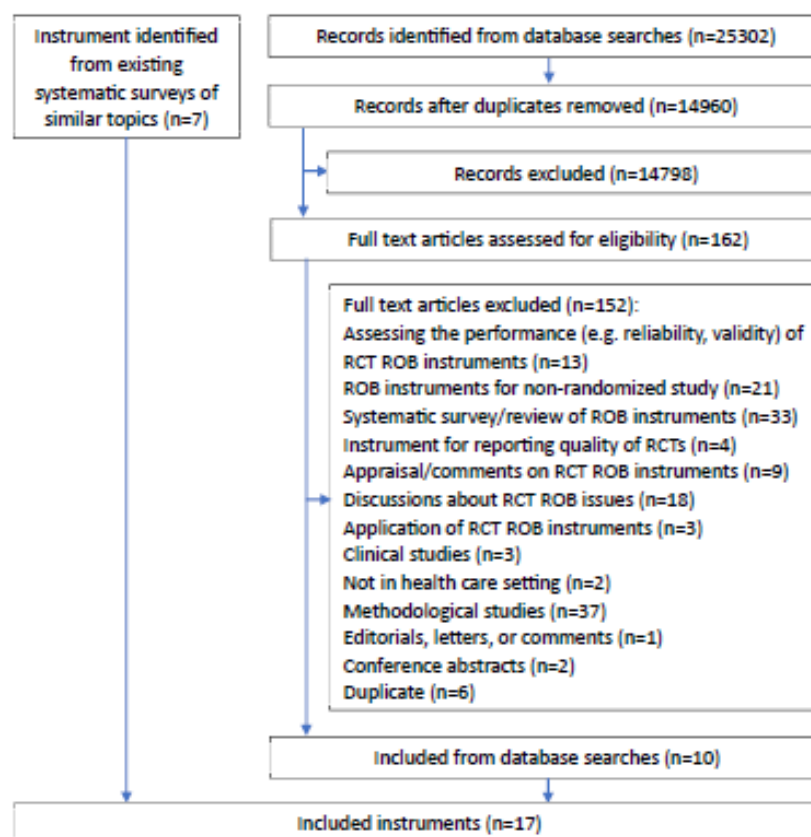 Instrument identified
from existing
systematic surveys of
similar topics (n=7)
Records identified from database searches (n=25302)
Records after duplicates removed (n=14960)
Records excluded (n=14798)
Full text articles assessed for eligibility (n=162)
Full text articles excluded (n=152):
Assessing the performance (e.g. reliability, validity) of
RCT ROB instruments (n=13)
ROB instruments for non-randomized study (n=21)
Systematic survey/review of ROB instruments (n=33)
Instrument for reporting quality of RCTs (n=4)
Appraisal/comments on RCT ROB instruments (n=9)
Discussions about RCT ROB issues (n=18)
Application of RCT ROB instruments (n=3)
Clinical studies (n=3)
Not in health care setting (n=2)
Methodological studies (n=37)
Editorials, letters, or comments (n=1)
Conference abstracts (n=2)
Duplicate (n=6)
Included from database searches (n=10)
Included instruments (n=17)